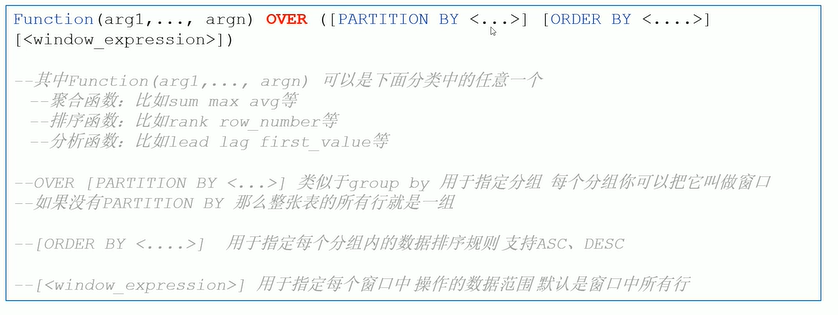 Function(arg1,..., argn) OVER ([PARTITION BY <...>] [ORDER BY <....>]
[<window_expression>])
--其中Function(arg1,..., argn) 可以是下面分类中的任意一个
--聚合函数：比如sum max avg等
--排序函数：比如rank row_number等
--分析函数：比如lead lag first_value等
--OVER [PARTITION BY <...>] 类似于group by 用于指定分组 每个分组你可以把它叫做窗口
--如果没有PARTITION BY 那么整张表的所有行就是一组
--[ORDER BY <....>] 用于指定每个分组内的数据排序规则 支持ASC、DESC
--[<window_expression>] 用于指定每个窗口中 操作的数据范围 默认是窗口中所有行